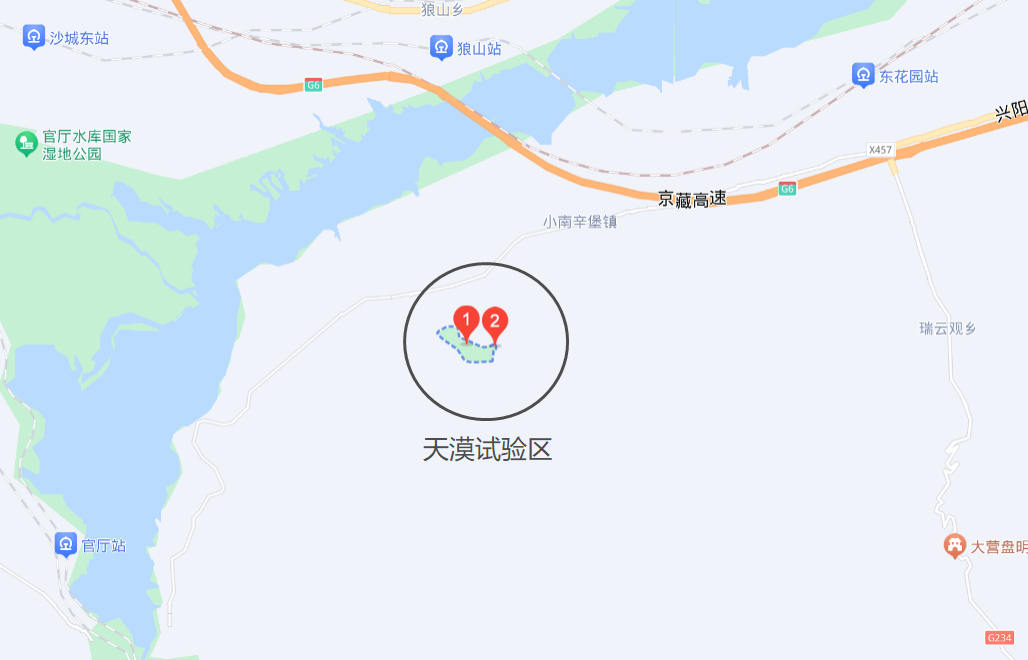 狼山乡
沙城东站
狼山站
东花园站
G6
兴阳
官厅水库国家
湿地公园
X457
京藏高速
G6
小南辛堡镇
1
2
瑞云观乡
天漠试验区
官厅站
大营盘明
G234